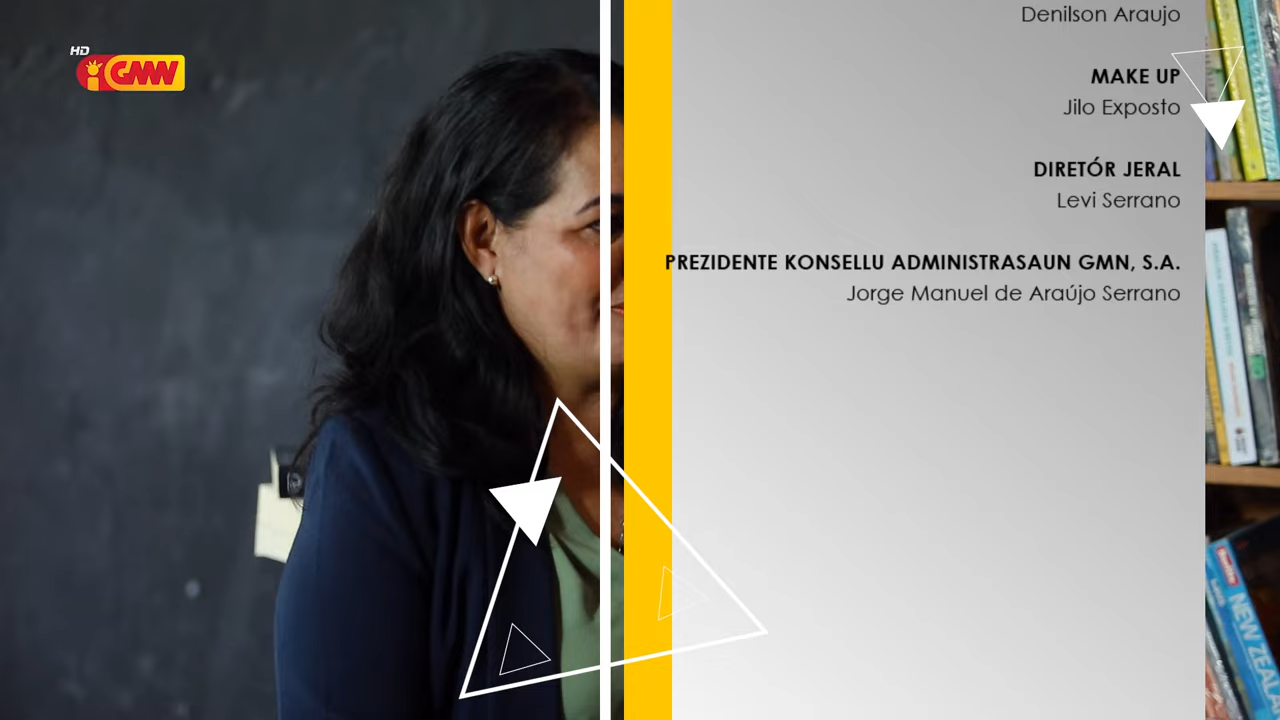 HD
GMN
Denilson Araujo
MAKE UP
Jilo Exposto
DIRETÓR JERAL
Levi Serrano
PREZIDENTE KONSELLU ADMINISTRASAUN GMN, S.A.
Jorge Manuel de Araújo Serrano
NEW ZEALA